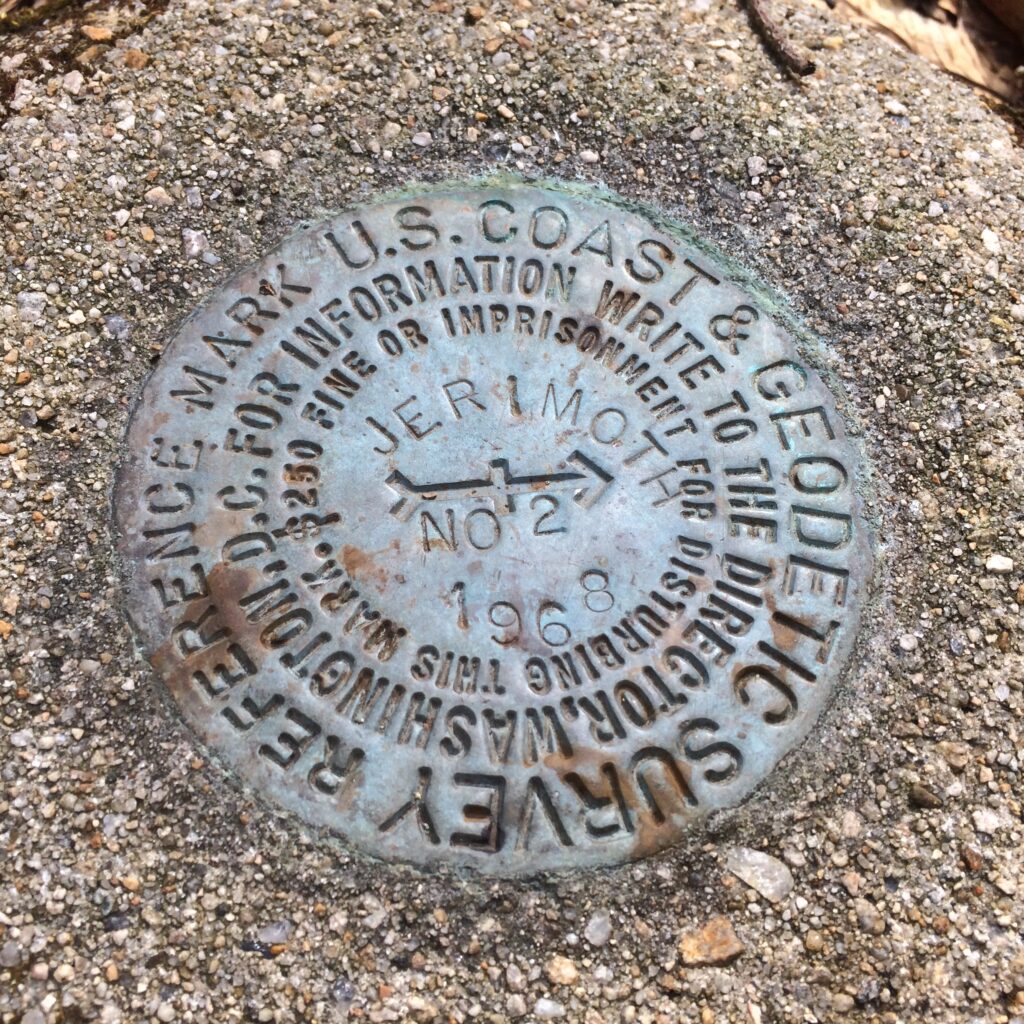 U.S. COAST & GEODETIC SURVEY REFERENCE MARK
FOR INFORMATION WRITE TO THE DIRECTOR, WASHINGTON, D.C.
$250 FINE OR IMPRISONMENT FOR DISTURBING THIS MARK.
JERIMOTH
NO 2
1968